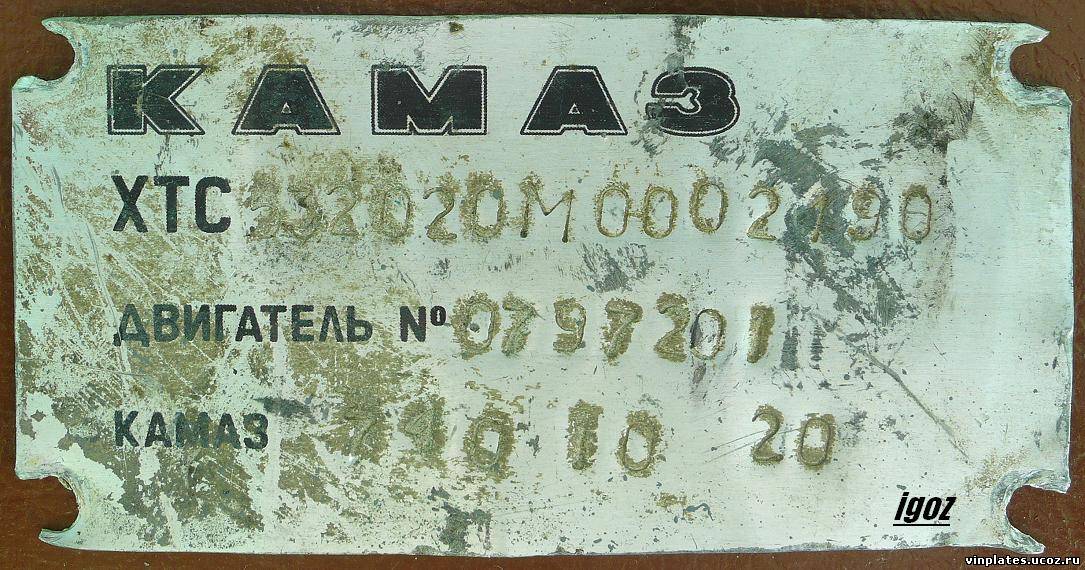 КАМАЗ
ХТС 532020М0002190
ДВИГАТЕЛЬ № 0797201
КАМАЗ 740 10 20
igoz
vinplates.ucoz.ru